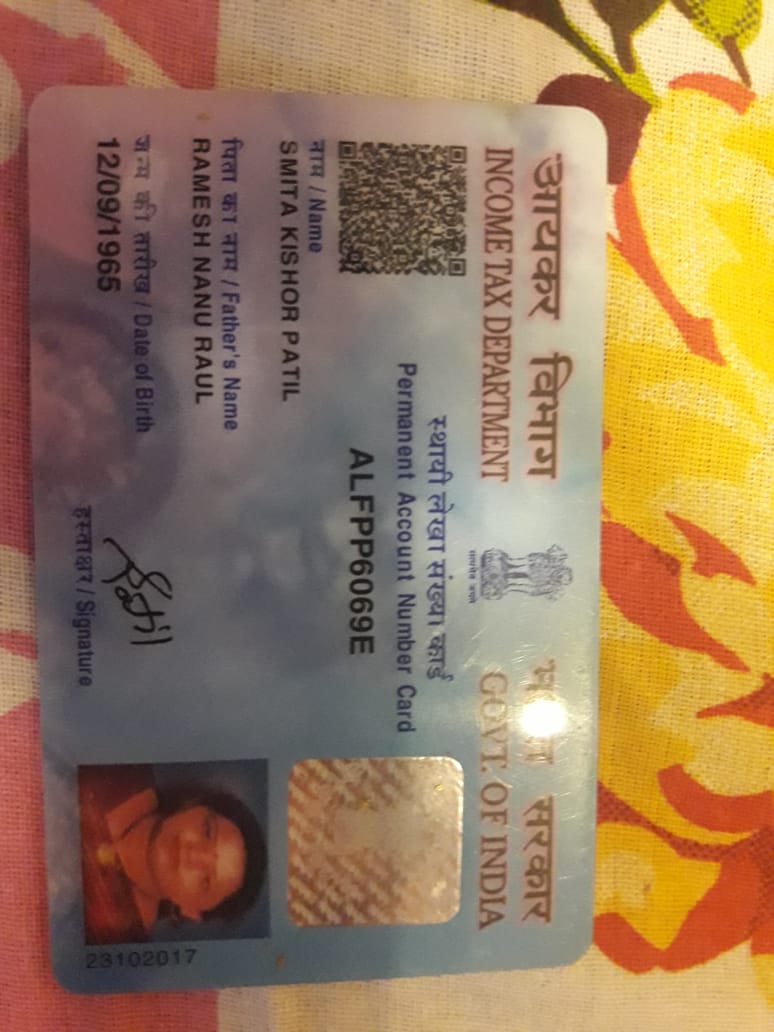 आयकर विभाग
INCOME TAX DEPARTMENT
सरकार
GOVT. OF INDIA
सत्यमेव जयते
स्थायी लेखा संख्या कार्ड
Permanent Account Number Card
ALFPP6069E
नाम / Name
SMITA KISHOR PATIL
पिता का नाम / Father's Name
RAMESH NANU RAUL
जन्म की तारीख / Date of Birth
12/09/1965
हस्ताक्षर / Signature
23102017